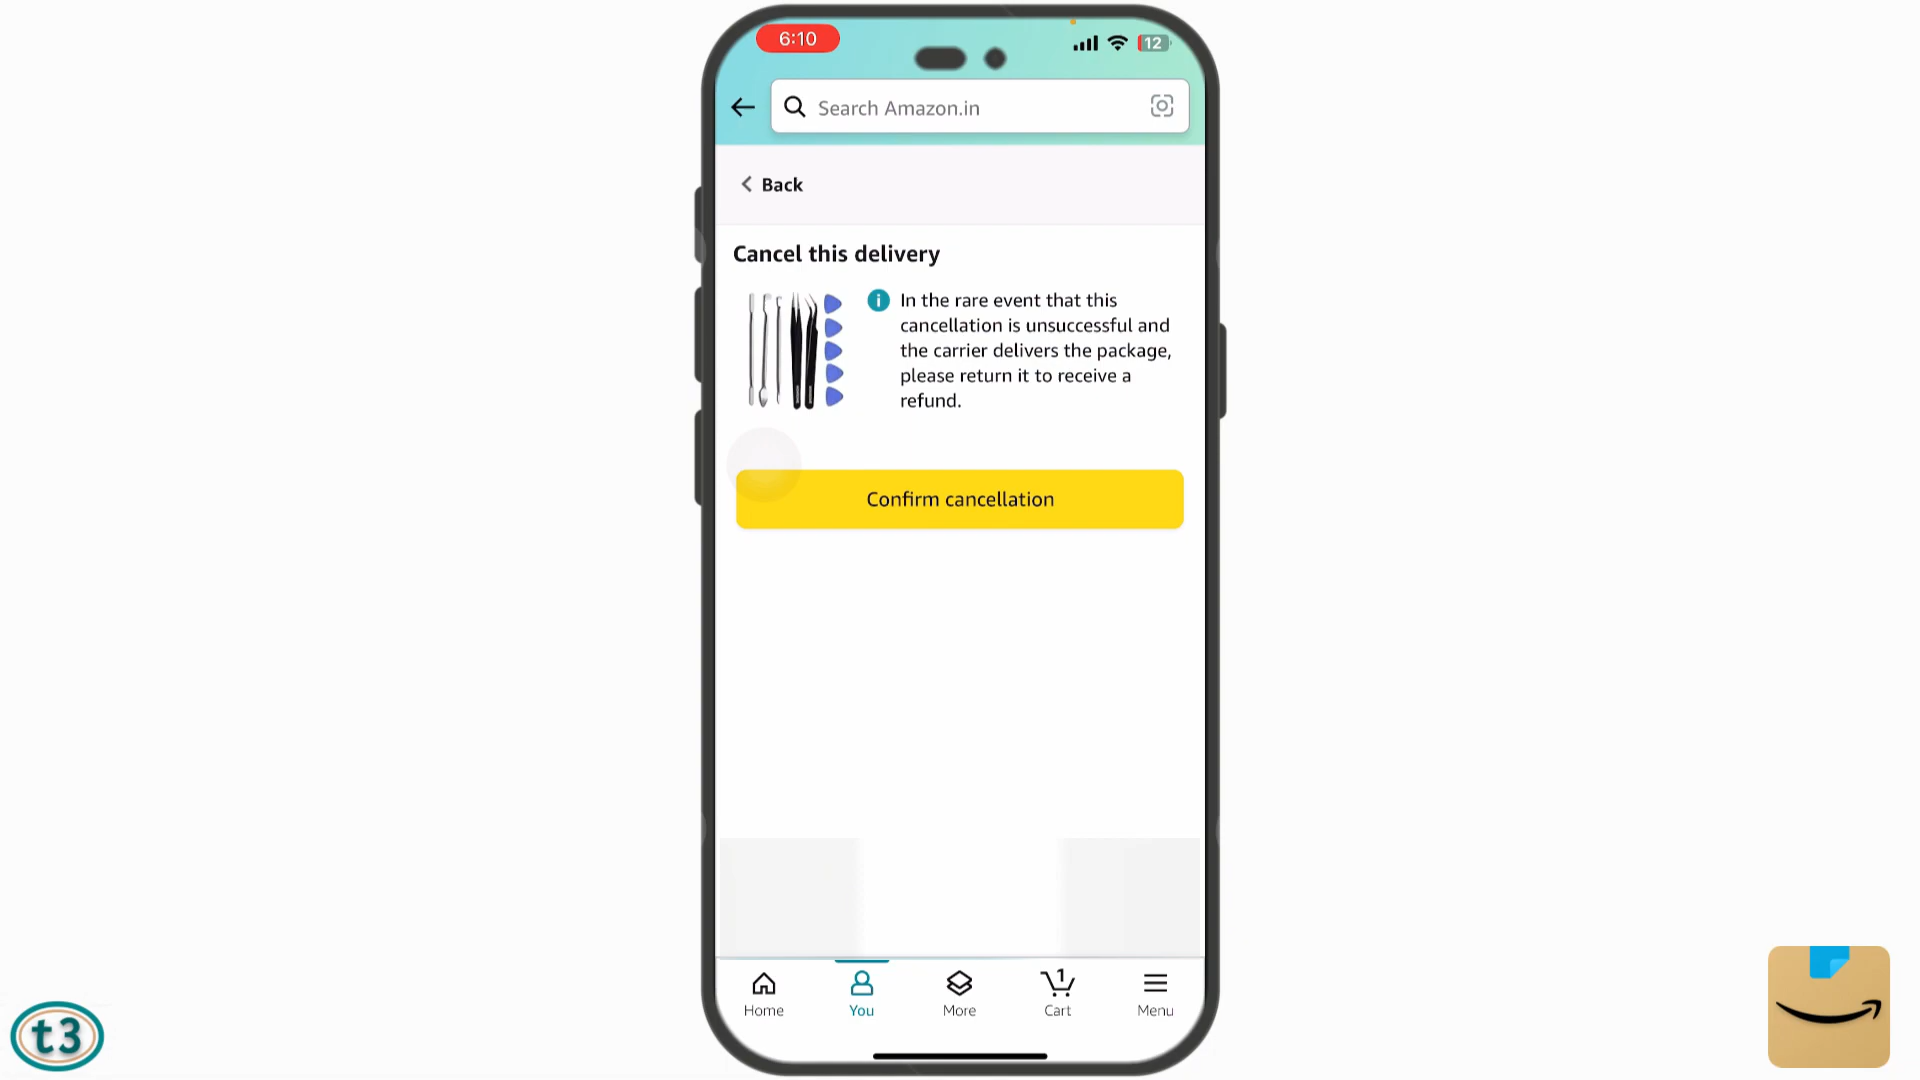 6:10
12
Search Amazon.in
Back
Cancel this delivery
In the rare event that this
cancellation is unsuccessful and
the carrier delivers the package,
please return it to receive a
refund.
Confirm cancellation
1
Home
You
More
Cart
Menu
t3